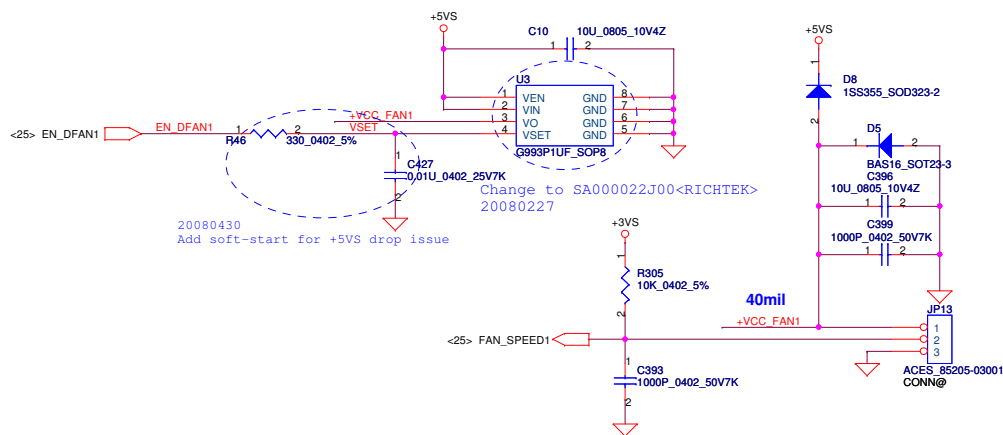 +5VS
C10
10U_0805_10V4Z
1
2
U3
1
2
3
4
VEN
VIN
VO
VSET
GND
GND
GND
GND
8
7
6
5
G993P1UF_SOP8
+VCC_FAN1
VSET
<25> EN_DFAN1
EN_DFAN1
1
2
R46
330_0402_5%
1
C427
0.01U_0402_25V7K
2
20080430
Add soft-start for +5VS drop issue
Change to SA000022J00<RICHTEK>
20080227
+5VS
1
D8
1SS355_SOD323-2
2
D5
1
2
BAS16_SOT23-3
C396
10U_0805_10V4Z
1
2
C399
1000P_0402_50V7K
1
2
+3VS
1
R305
10K_0402_5%
2
40mil
+VCC_FAN1
JP13
1
2
3
ACES_85205-03001
CONN@
<25> FAN_SPEED1
1
C393
1000P_0402_50V7K
2